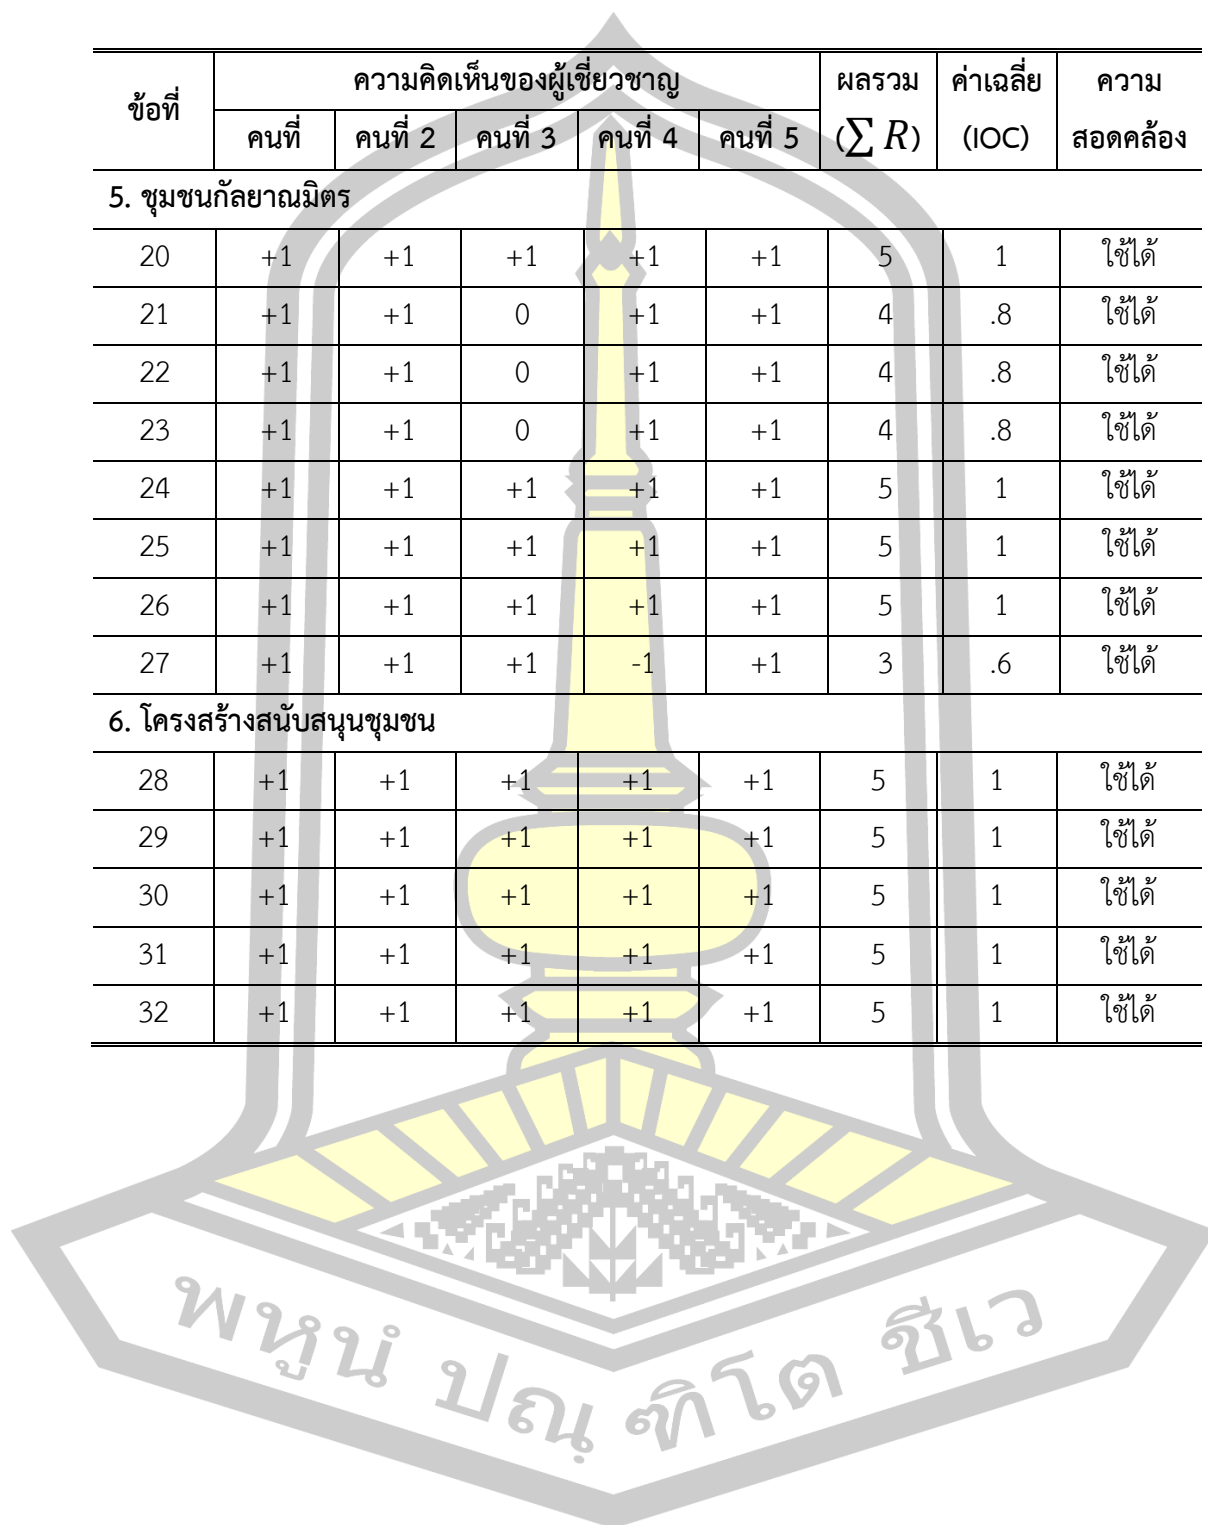 ข้อที่ ความคิดเห็นของผู้เชี่ยวชาญ ผลรวม ค่าเฉลี่ย ความ
คนที่ คนที่ 2 คนที่ 3 คนที่ 4 คนที่ 5 (∑ R) (IOC) สอดคล้อง
5. ชุมชนกัลยาณมิตร
20 +1 +1 +1 +1 +1 5 1 ใช้ได้
21 +1 +1 0 +1 +1 4 .8 ใช้ได้
22 +1 +1 0 +1 +1 4 .8 ใช้ได้
23 +1 +1 0 +1 +1 4 .8 ใช้ได้
24 +1 +1 +1 +1 +1 5 1 ใช้ได้
25 +1 +1 +1 +1 +1 5 1 ใช้ได้
26 +1 +1 +1 +1 +1 5 1 ใช้ได้
27 +1 +1 +1 -1 +1 3 .6 ใช้ได้
6. โครงสร้างสนับสนุนชุมชน
28 +1 +1 +1 +1 +1 5 1 ใช้ได้
29 +1 +1 +1 +1 +1 5 1 ใช้ได้
30 +1 +1 +1 +1 +1 5 1 ใช้ได้
31 +1 +1 +1 +1 +1 5 1 ใช้ได้
32 +1 +1 +1 +1 +1 5 1 ใช้ได้
พหูนํ ปณฺฑิโต ชีเว